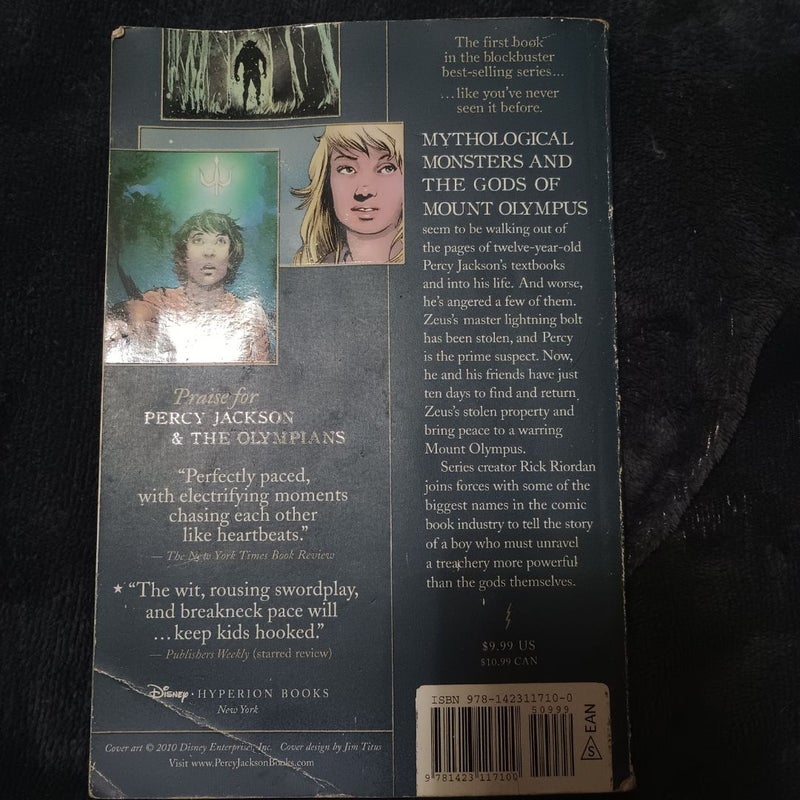 The first book
in the blockbuster
best-selling series...
...like you've never
seen it before.
MYTHOLOGICAL
MONSTERS AND
THE GODS OF
MOUNT OLYMPUS
seem to be walking out of
the pages of twelve-year-old
Percy Jackson's textbooks
and into his life. And worse,
he's angered a few of them.
Zeus's master lightning bolt
has been stolen, and Percy
is the prime suspect. Now,
he and his friends have just
ten days to find and return
Zeus's stolen property and
bring peace to a warring
Mount Olympus.
Series creator Rick Riordan
joins forces with some of the
biggest names in the comic
book industry to tell the story
of a boy who must unravel
a treachery more powerful
than the gods themselves.
Praise for
PERCY JACKSON
& THE OLYMPIANS
"Perfectly paced,
with electrifying moments
chasing each other
like heartbeats."
— The New York Times Book Review
★ "The wit, rousing swordplay,
and breakneck pace will
...keep kids hooked."
— Publishers Weekly (starred review)
Disney · HYPERION BOOKS
New York
Cover art © 2010 Disney Enterprises, Inc. Cover design by Jim Titus
Visit www.PercyJacksonBooks.com
$9.99 US
$10.99 CAN
ISBN 978-142311710-0
50999
9 781423 117100
S EAN